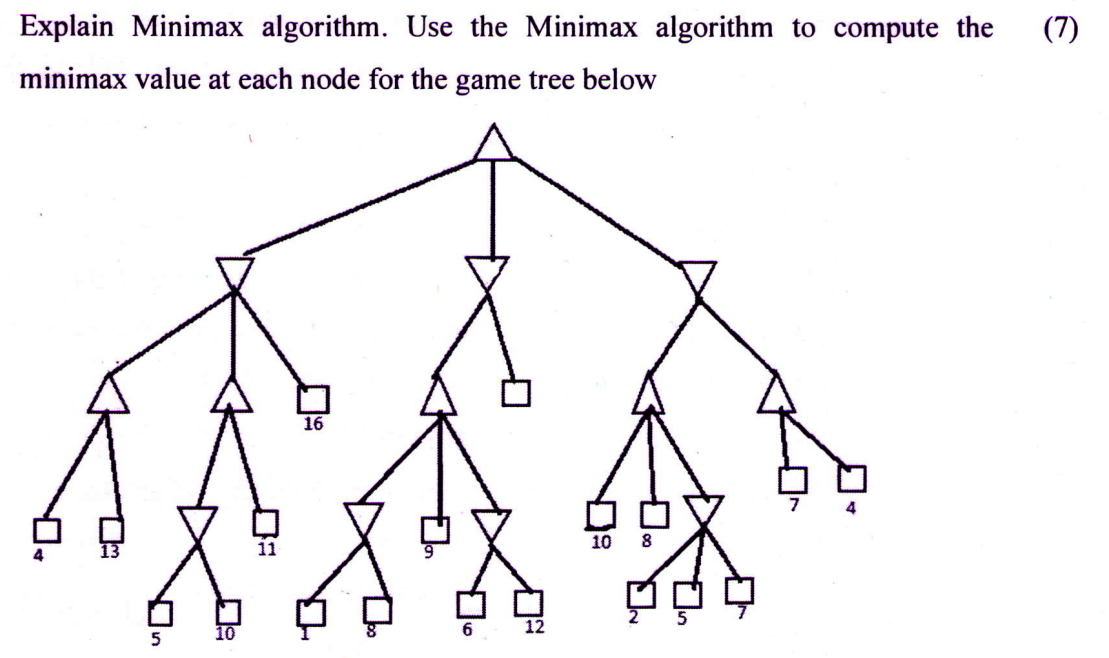 Explain Minimax algorithm. Use the Minimax algorithm to compute the (7)
minimax value at each node for the game tree below
16
4 13 11 9 10 8 7 4
5 10 1 8 6 12 2 5 7